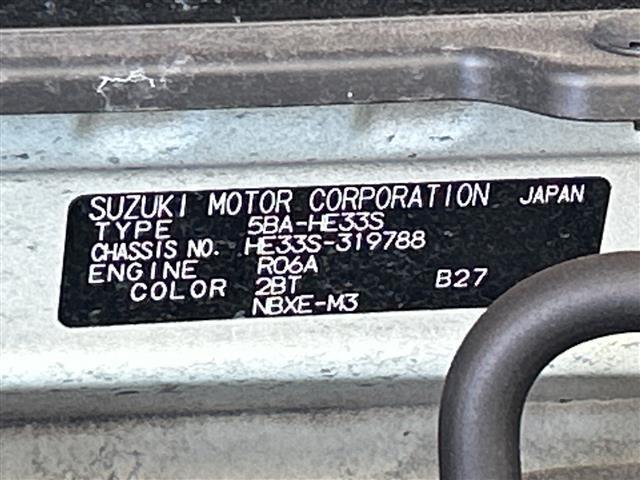 SUZUKI MOTOR CORPORATION JAPAN
TYPE 5BA-HE33S
CHASSIS NO. HE33S-319788
ENGINE R06A
COLOR 2BT B27
NBXE-M3